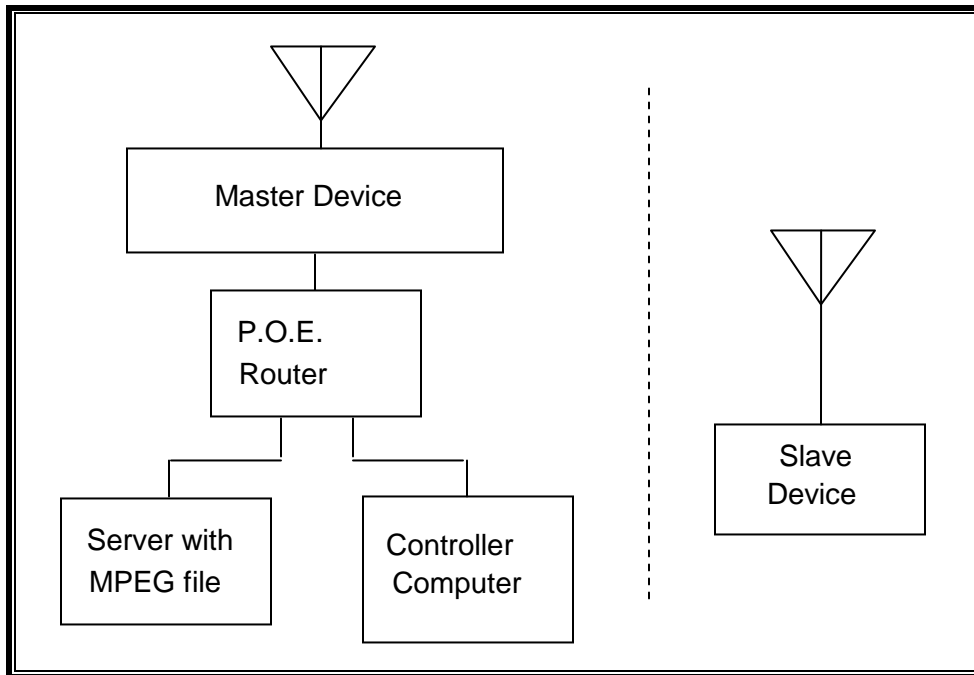 Master Device
P.O.E.
Router
Server with
MPEG file
Controller
Computer
Slave
Device